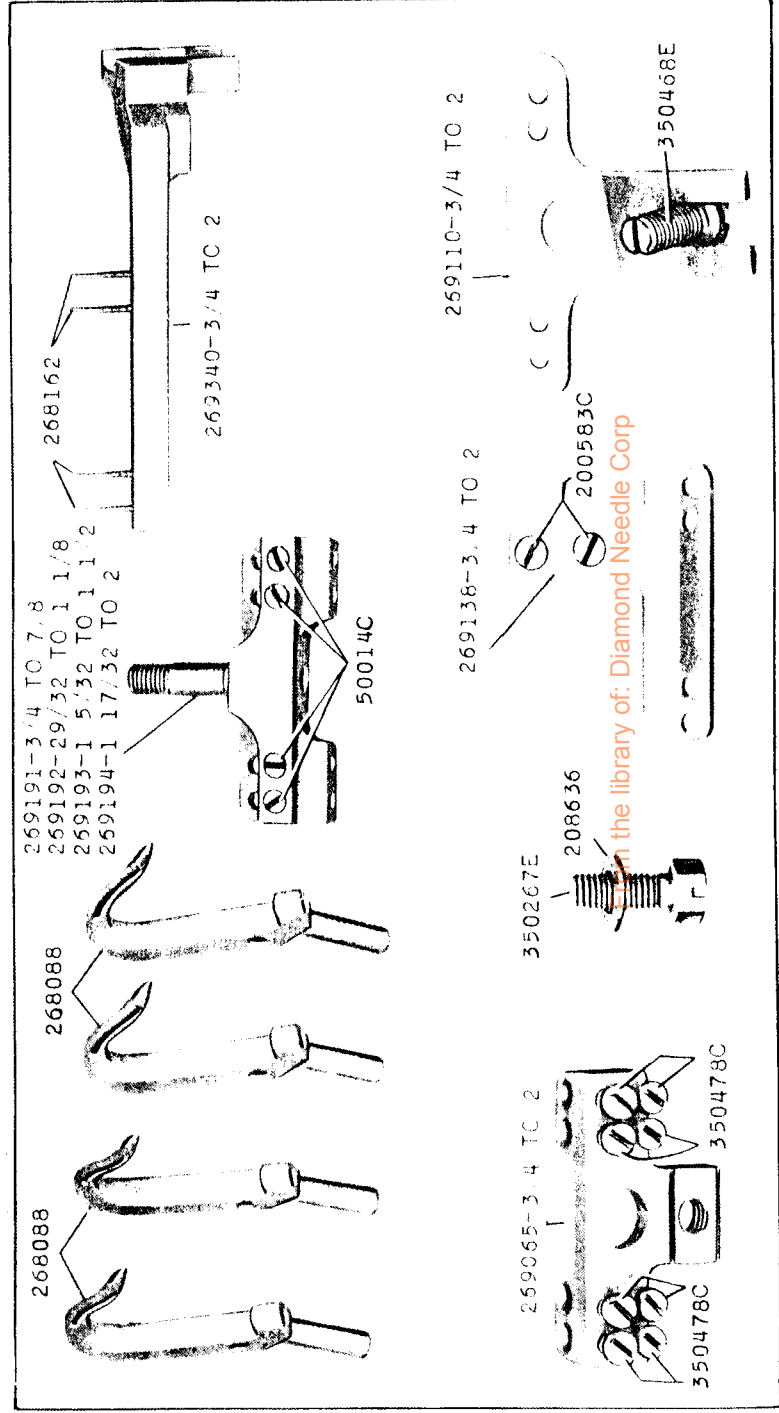 268088
268088
269191-3/4 TO 7/8
269192-29/32 TO 1 1/8
269193-1 5/32 TO 1 1/2
269194-1 17/32 TO 2
50014C
268162
269340-3/4 TO 2
269065-3/4 TO 2
350478C
350478C
350267E
208636
269138-3/4 TO 2
200583C
269110-3/4 TO 2
350468E
From the library of: Diamond Needle Corp